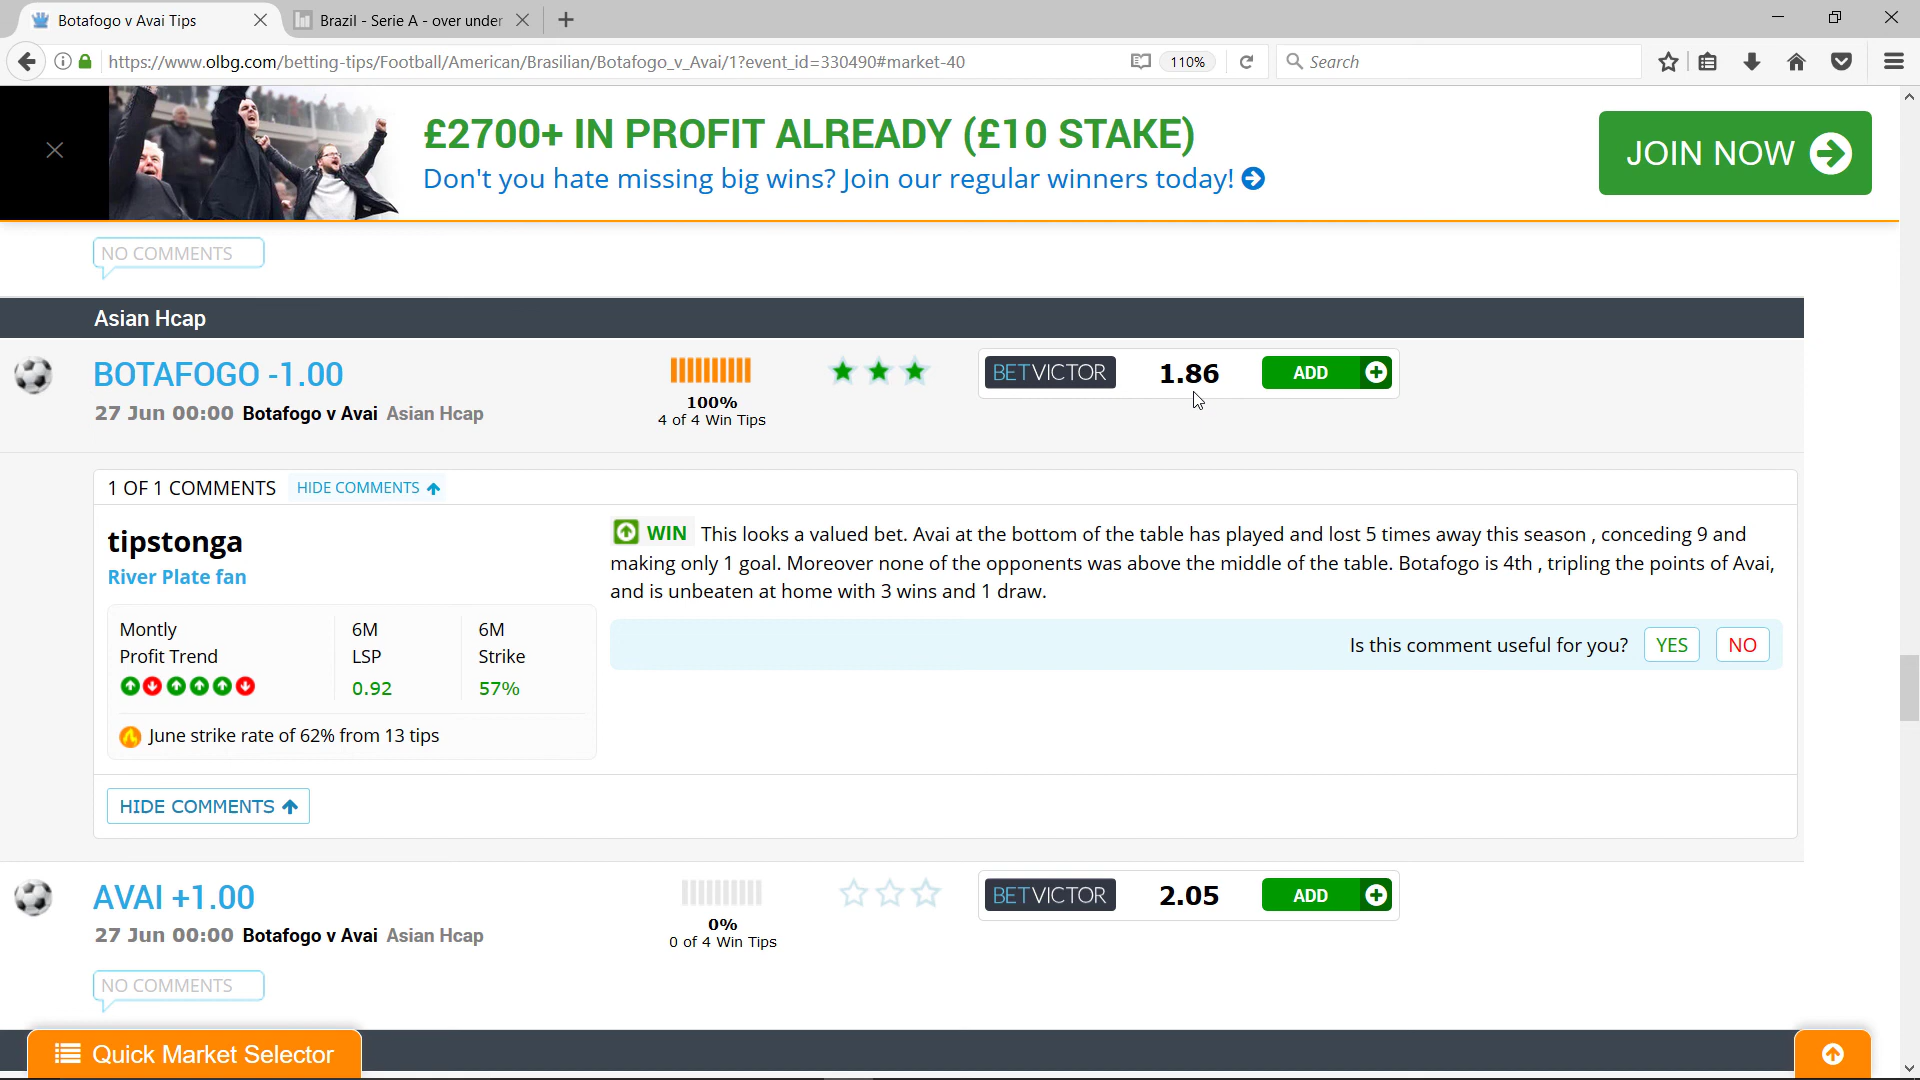 Botafogo v Avai Tips
Brazil - Serie A - over under
https://www.olbg.com/betting-tips/Football/American/Brasilian/Botafogo_v_Avai/1?event_id=330490#market-40
110%
Search
£2700+ IN PROFIT ALREADY (£10 STAKE)
Don't you hate missing big wins? Join our regular winners today!
JOIN NOW
NO COMMENTS
Asian Hcap
BOTAFOGO -1.00
27 Jun 00:00 Botafogo v Avai Asian Hcap
100%
4 of 4 Win Tips
BETVICTOR 1.86 ADD
1 OF 1 COMMENTS HIDE COMMENTS
tipstonga
River Plate fan
Montly
Profit Trend
6M
LSP
0.92
6M
Strike
57%
June strike rate of 62% from 13 tips
WIN This looks a valued bet. Avai at the bottom of the table has played and lost 5 times away this season , conceding 9 and
making only 1 goal. Moreover none of the opponents was above the middle of the table. Botafogo is 4th , tripling the points of Avai,
and is unbeaten at home with 3 wins and 1 draw.
Is this comment useful for you? YES NO
HIDE COMMENTS
AVAI +1.00
27 Jun 00:00 Botafogo v Avai Asian Hcap
0%
0 of 4 Win Tips
BETVICTOR 2.05 ADD
NO COMMENTS
Quick Market Selector